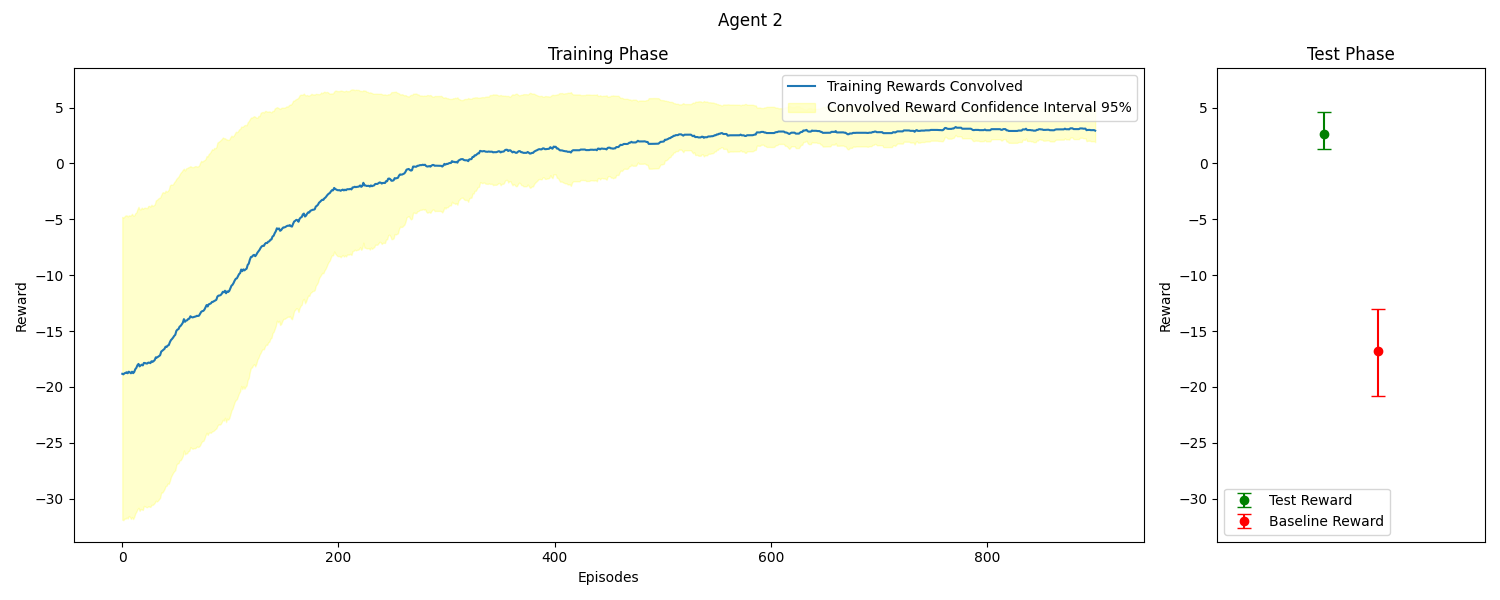 Agent 2
Training Phase
Training Rewards Convolved
Convolved Reward Confidence Interval 95%
Reward
5
0
−5
−10
−15
−20
−25
−30
0
200
400
600
800
Episodes
Test Phase
Reward
5
0
−5
−10
−15
−20
−25
−30
Test Reward
Baseline Reward